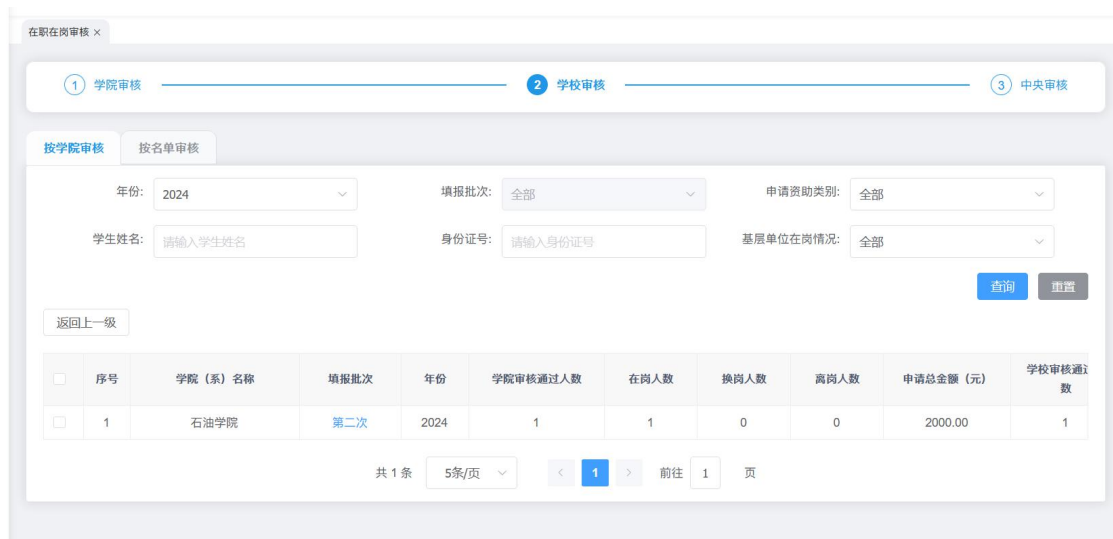 在职在岗审核 ×
1 学院审核 2 学校审核 3 中央审核
按学院审核 按名单审核
年份: 2024 填报批次: 全部 申请资助类别: 全部
学生姓名: 请输入学生姓名 身份证号: 请输入身份证号 基层单位在岗情况: 全部
查询 重置
返回上一级
序号 学院（系）名称 填报批次 年份 学院审核通过人数 在岗人数 换岗人数 离岗人数 申请总金额（元） 学校审核通过
数
1 石油学院 第二次 2024 1 1 0 0 2000.00 1
共 1 条 5条/页 < 1 > 前往 1 页